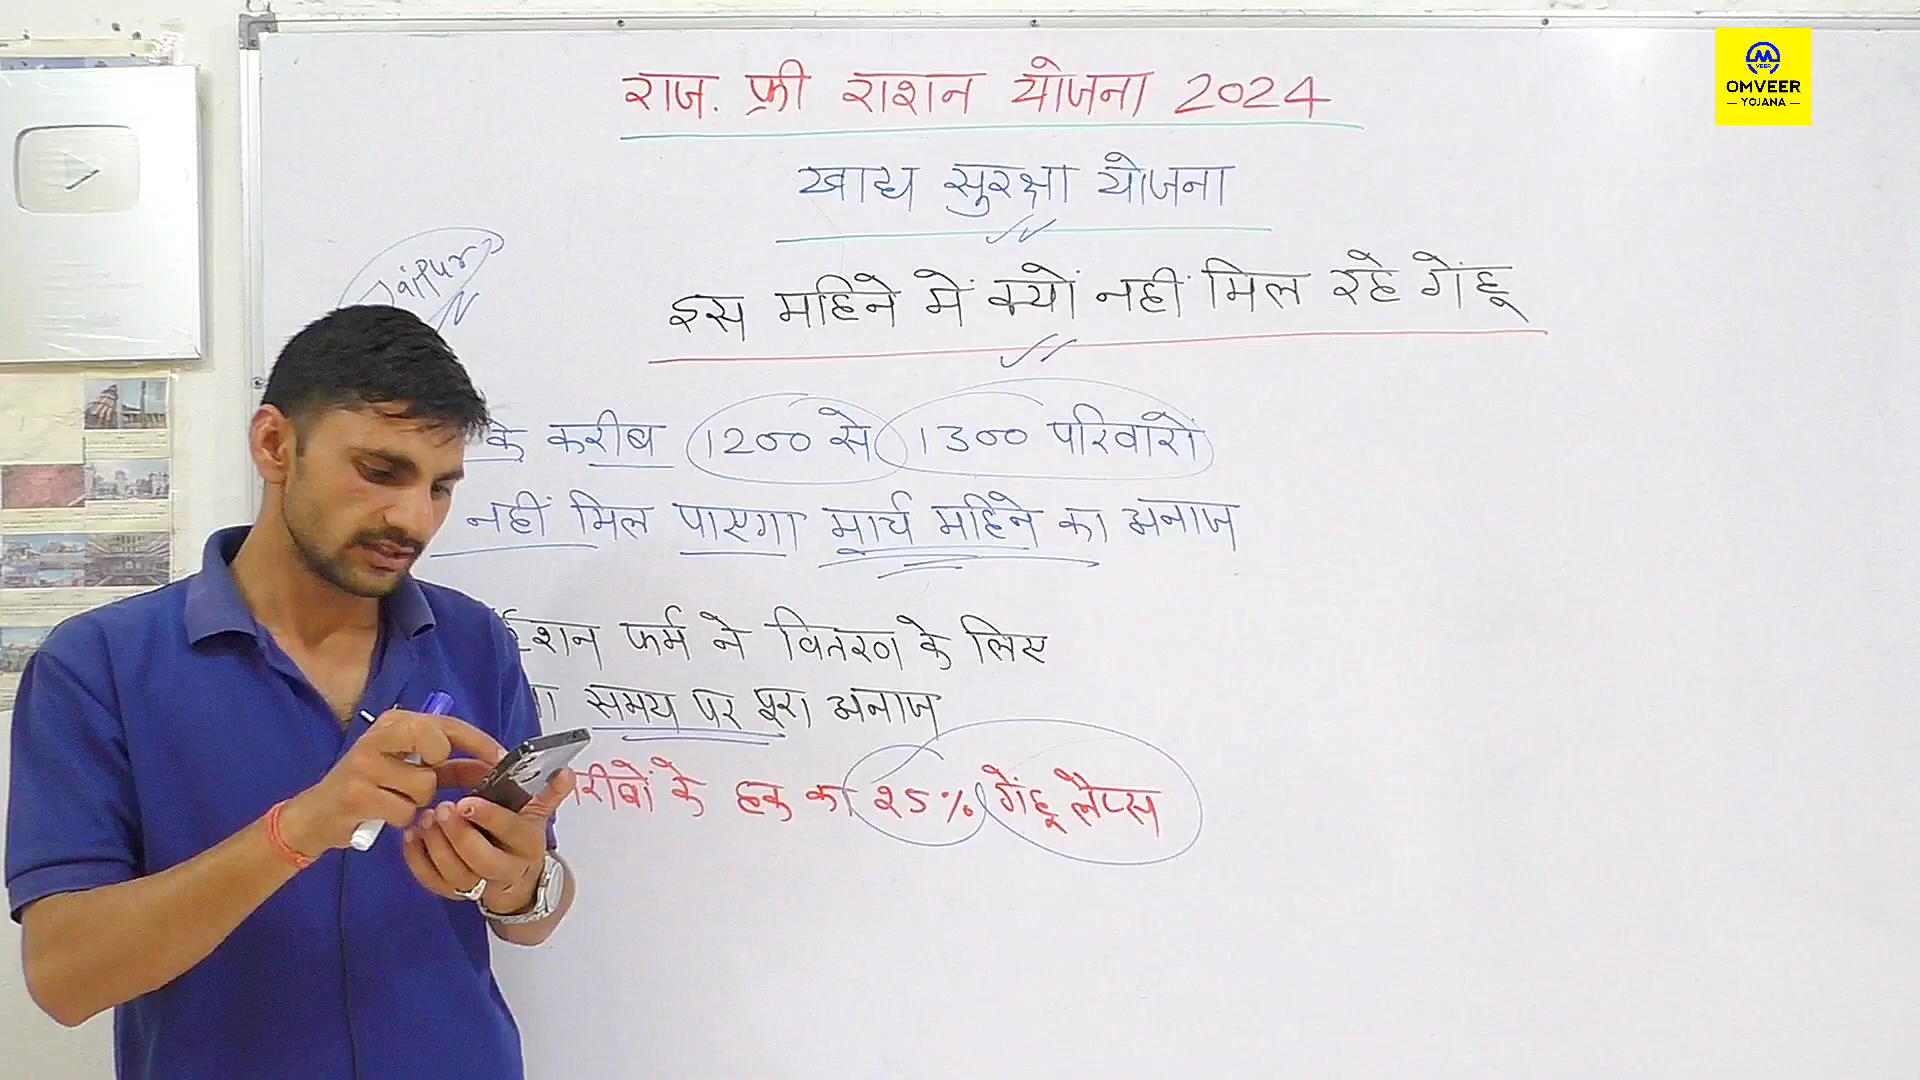 राज. फ्री राशन योजना 2024
OMVEER
YOJANA
खाद्य सुरक्षा योजना
Jaipur
इस महिने में क्यों नहीं मिल रहे गेंहू
के करीब 1200 से 1300 परिवारों
नहीं मिल पाएगा मार्च महिने का अनाज
टेशन फर्म ने वितरण के लिए
समय पर पूरा अनाज
रीबों के हक का 25% गेंहू लैप्स